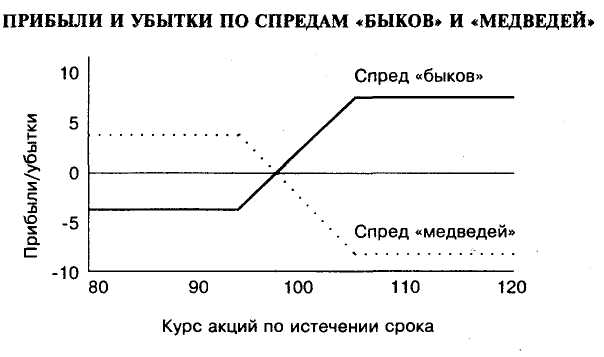 ПРИБЫЛИ И УБЫТКИ ПО СПРЕДАМ «БЫКОВ» И «МЕДВЕДЕЙ»
Прибыли/убытки
10
5
0
-5
-10
Спред «быков»
Спред «медведей»
80 90 100 110 120
Курс акций по истечении срока